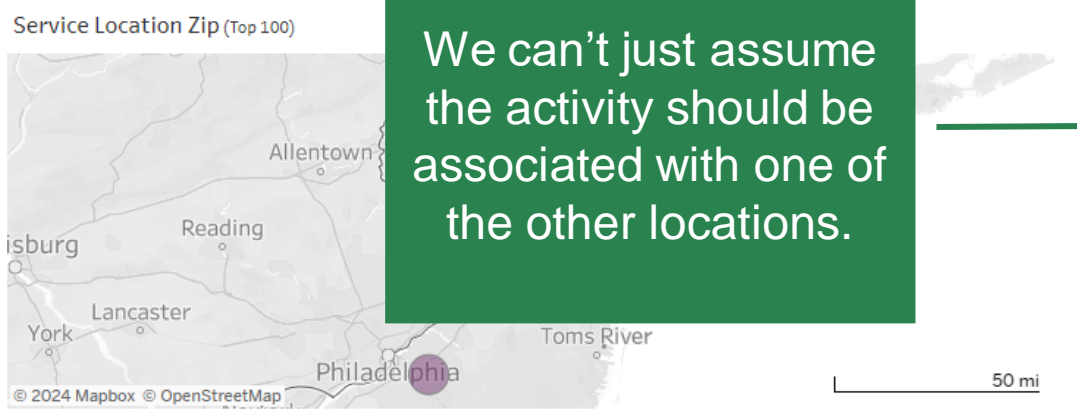 Service Location Zip (Top 100)
We can't just assume
the activity should be
associated with one of
the other locations.
Allentown
Reading
isburg
Lancaster
York
Toms River
Philadelphia
50 mi
© 2024 Mapbox © OpenStreetMap